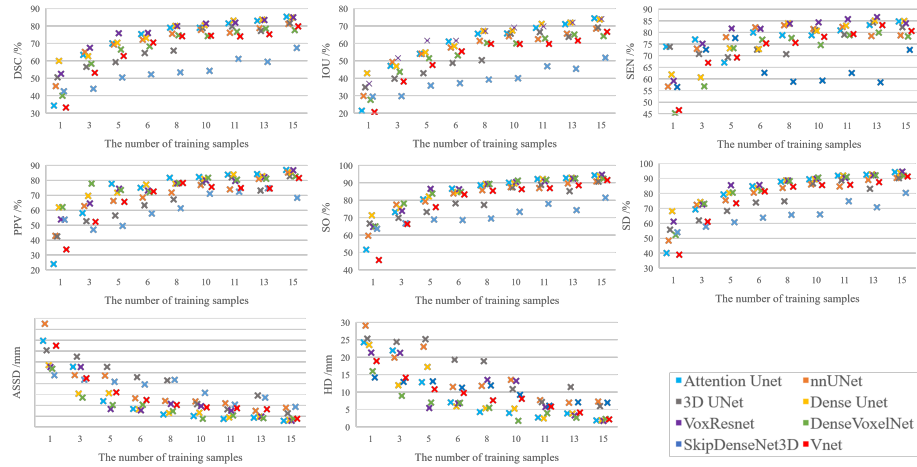 DSC /%
90
80
70
60
50
40
30
1 3 5 6 8 10 11 13 15
The number of training samples
IOU /%
80
70
60
50
40
30
20
1 3 5 6 8 10 11 13 15
The number of training samples
SEN /%
90
85
80
75
70
65
60
55
50
45
1 3 5 6 8 10 11 13 15
The number of training samples
PPV /%
90
80
70
60
50
40
30
20
1 3 5 6 8 10 11 13 15
The number of training samples
SO /%
100
90
80
70
60
50
40
1 3 5 6 8 10 11 13 15
The number of training samples
SD /%
100
90
80
70
60
50
40
30
1 3 5 6 8 10 11 13 15
The number of training samples
ASSD /mm
1 3 5 6 8 10 11 13 15
The number of training samples
HD /mm
30
25
20
15
10
5
0
1 3 5 6 8 10 11 13 15
The number of training samples
Attention Unet
nnUNet
3D UNet
Dense Unet
VoxResnet
DenseVoxelNet
SkipDenseNet3D
Vnet